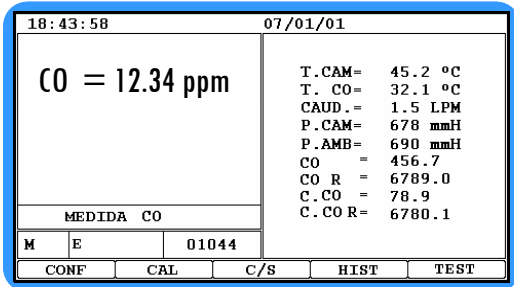 18:43:58 07/01/01
CO = 12.34 ppm
T.CAM= 45.2 ºC
T. CO= 32.1 ºC
CAUD.= 1.5 LPM
P.CAM= 678 mmH
P.AMB= 690 mmH
CO = 456.7
CO R = 6789.0
C.CO = 78.9
C.CO R= 6780.1
MEDIDA CO
M E 01044
CONF CAL C/S HIST TEST